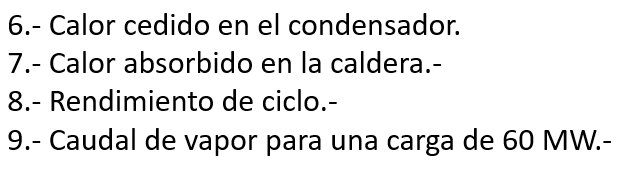 6.- Calor cedido en el condensador.
7.- Calor absorbido en la caldera.-
8.- Rendimiento de ciclo.-
9.- Caudal de vapor para una carga de 60 MW.-